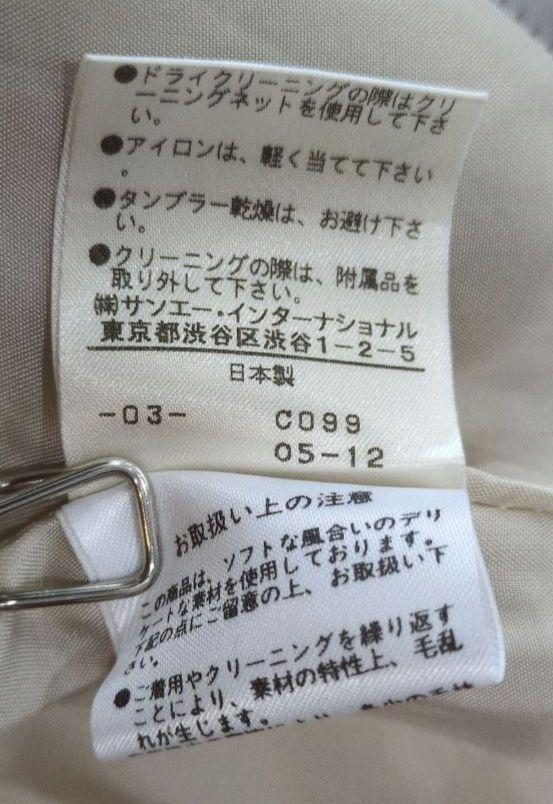 ●ドライクリーニングの際はクリ
ーニングネットを使用して下さ
い。
●アイロンは、軽く当てて下さい
。
●タンブラー乾燥は、お避け下さ
い。
●クリーニングの際は、附属品を
取り外して下さい。
㈱サンエー・インターナショナル
東京都渋谷区渋谷1-2-5
日本製
-03- C099
05-12
お取扱い上の注意
この商品は、ソフトな風合いのデリ
ケートな素材を使用しております。
下記の点にご留意の上、お取扱い下
さい。
●ご着用やクリーニングを繰り返す
ことにより、素材の特性上、毛乱
れが生じます。